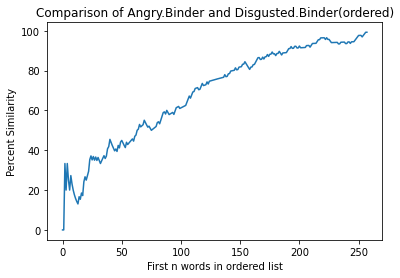 Comparison of Angry.Binder and Disgusted.Binder(ordered)
100
80
60
40
20
0
Percent Similarity
0 50 100 150 200 250
First n words in ordered list